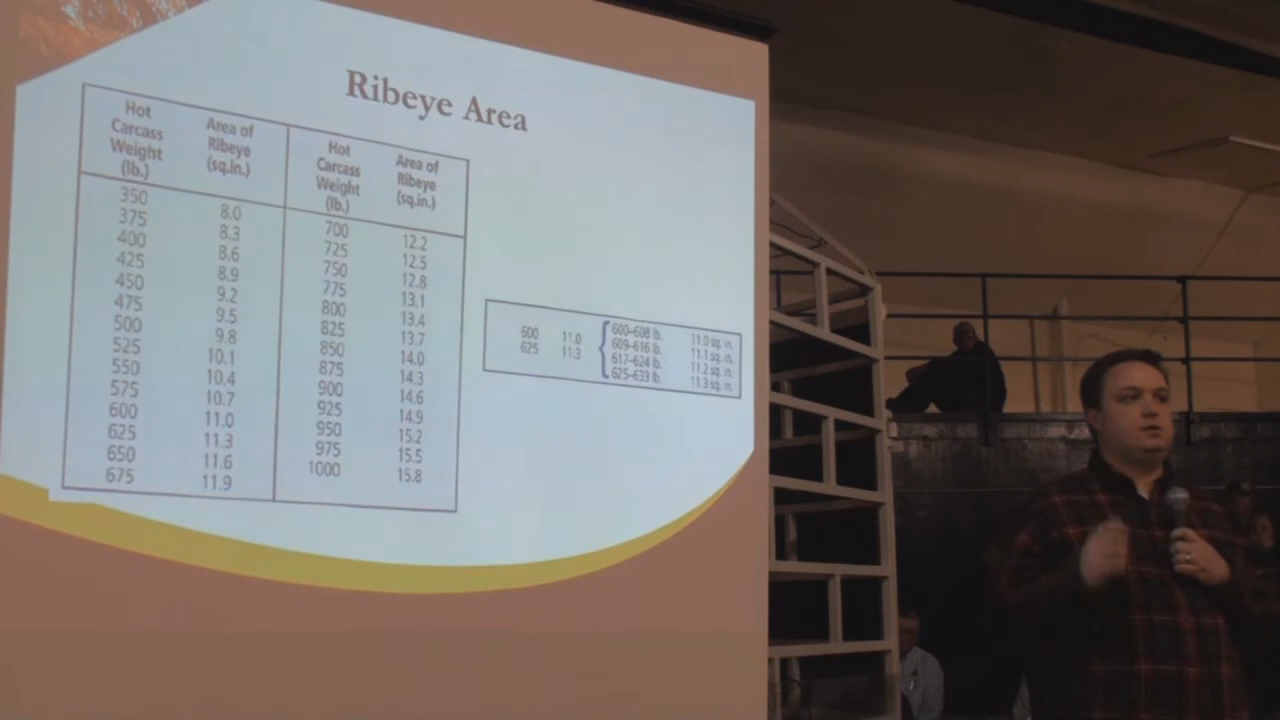 Ribeye Area
Hot Carcass Weight (lb.) Area of Ribeye (sq.in.) Hot Carcass Weight (lb.) Area of Ribeye (sq.in.)
350 8.0 700 12.2
375 8.3 725 12.5
400 8.6 750 12.8
425 8.9 775 13.1
450 9.2 800 13.4
475 9.5 825 13.7
500 9.8 850 14.0
525 10.1 875 14.3
550 10.4 900 14.6
575 10.7 925 14.9
600 11.0 950 15.2
625 11.3 975 15.5
650 11.6 1000 15.8
675 11.9
600 11.0
625 11.3
600–608 lb. 11.0 sq. in.
609–616 lb. 11.1 sq. in.
617–624 lb. 11.2 sq. in.
625–633 lb. 11.3 sq. in.